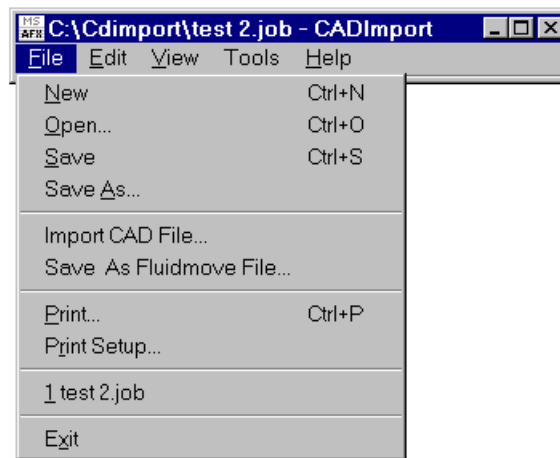 MS AFX C:\Cdimport\test 2.job - CADImport
File Edit View Tools Help
New Ctrl+N
Open... Ctrl+O
Save Ctrl+S
Save As...
Import CAD File...
Save  As Fluidmove File...
Print... Ctrl+P
Print Setup...
1 test 2.job
Exit